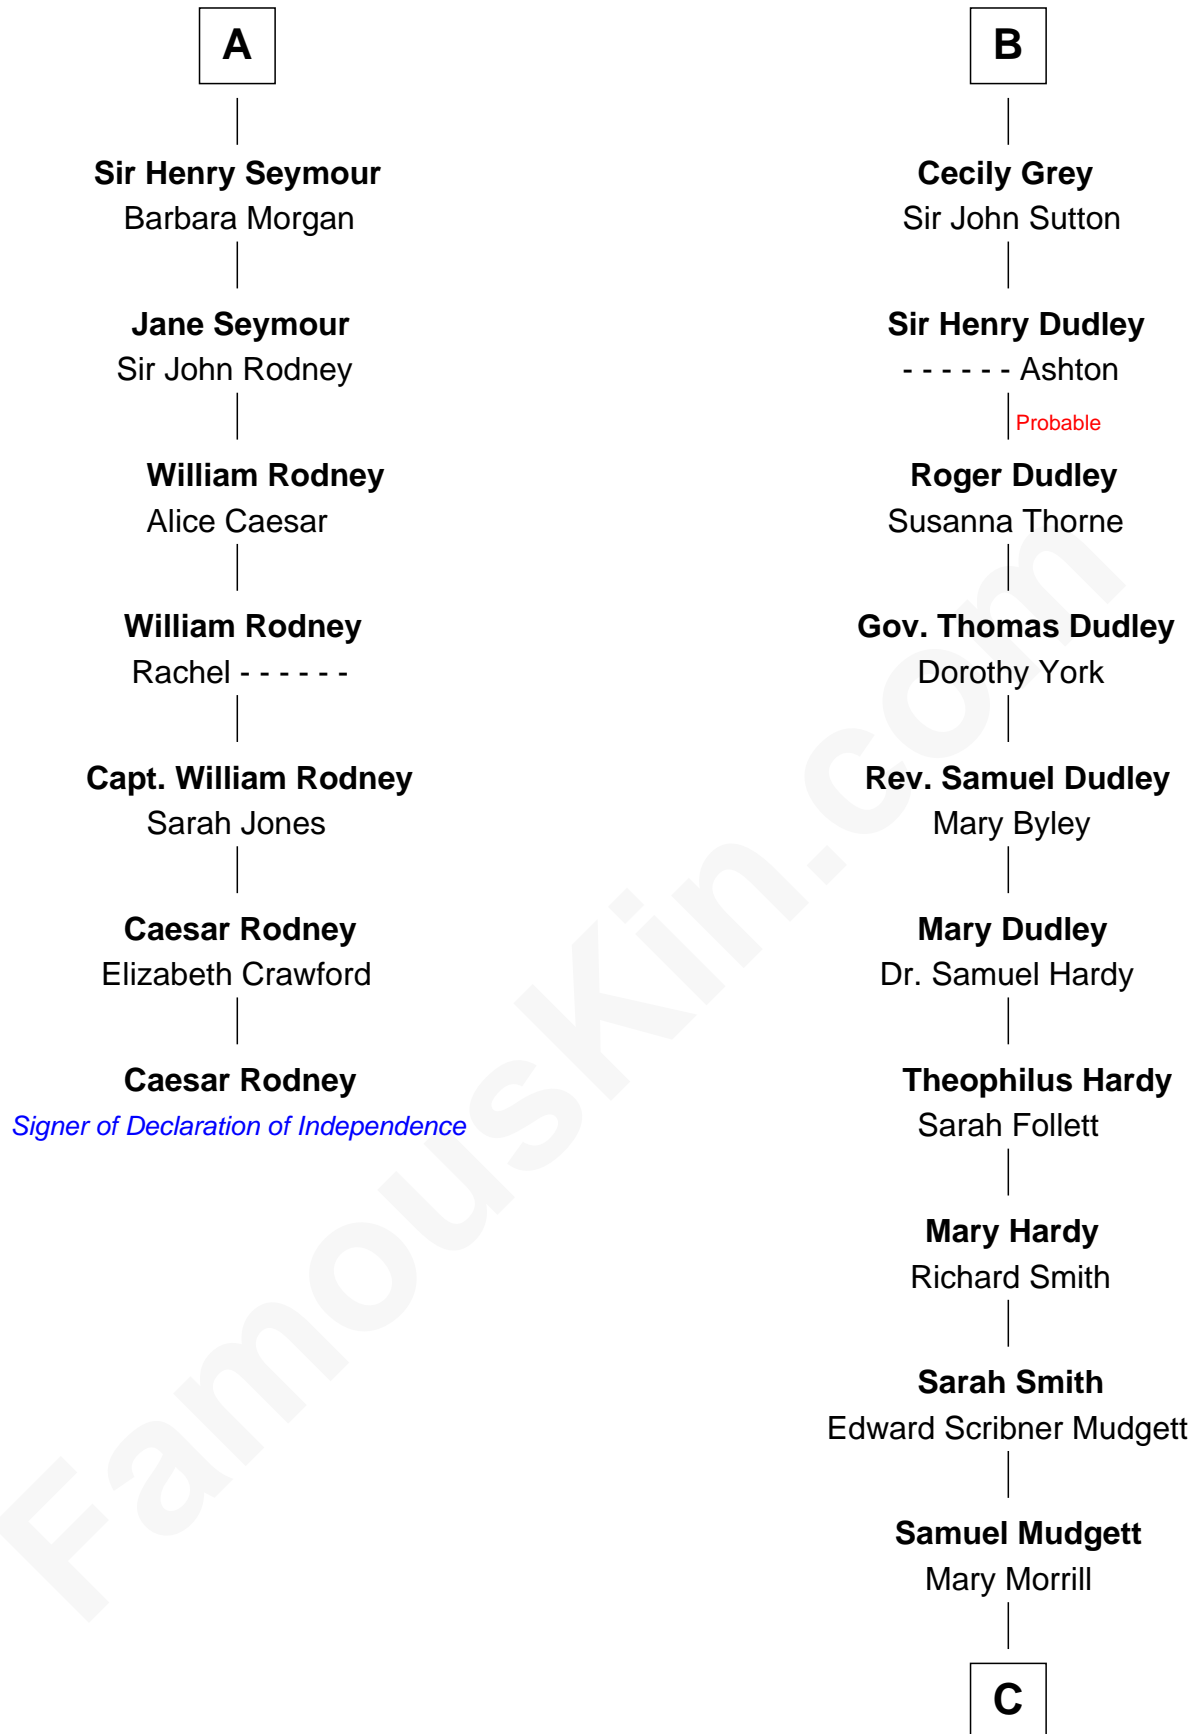 A
Sir Henry Seymour
Barbara Morgan
Jane Seymour
Sir John Rodney
William Rodney
Alice Caesar
William Rodney
Rachel - - - - - -
Capt. William Rodney
Sarah Jones
Caesar Rodney
Elizabeth Crawford
Caesar Rodney
Signer of Declaration of Independence
B
Cecily Grey
Sir John Sutton
Sir Henry Dudley
- - - - - - Ashton
Probable
Roger Dudley
Susanna Thorne
Gov. Thomas Dudley
Dorothy York
Rev. Samuel Dudley
Mary Byley
Mary Dudley
Dr. Samuel Hardy
Theophilus Hardy
Sarah Follett
Mary Hardy
Richard Smith
Sarah Smith
Edward Scribner Mudgett
Samuel Mudgett
Mary Morrill
C
FamousKin.com